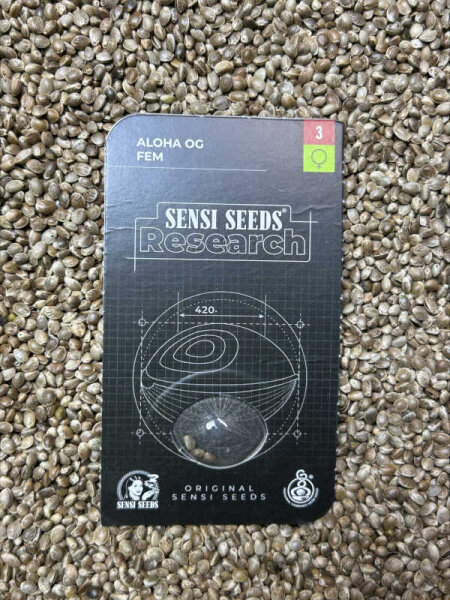 ALOHA OG
FEM
3
SENSI SEEDS®
Research
420-
ORIGINAL
SENSI SEEDS
SENSI SEEDS